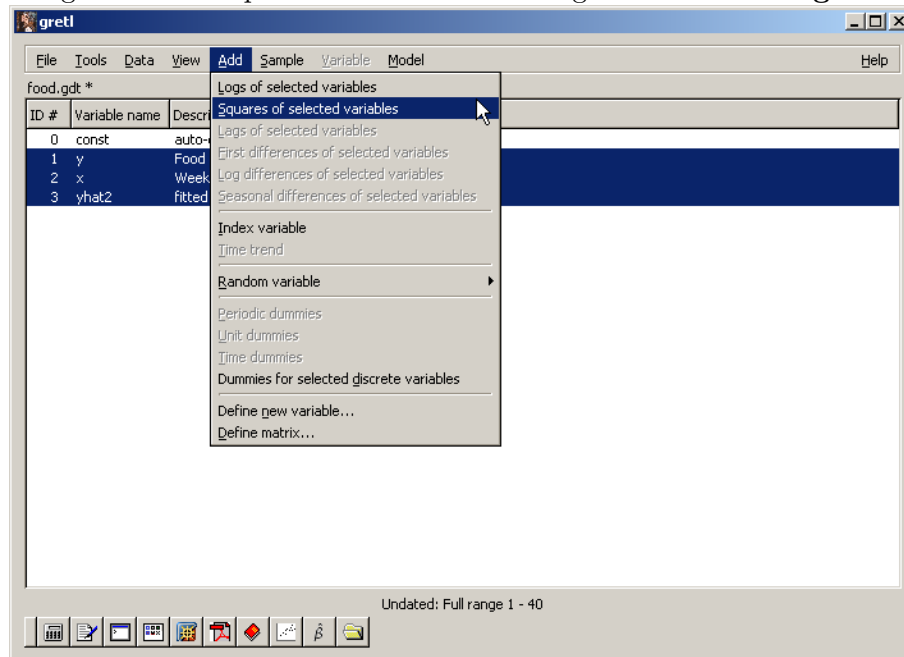 gretl
File Tools Data View Add Sample Variable Model Help
food.gdt *
ID # Variable name Descri
0 const auto-
1 y Food
2 x Week
3 yhat2 fitted
Logs of selected variables
Squares of selected variables
Lags of selected variables
First differences of selected variables
Log differences of selected variables
Seasonal differences of selected variables
Index variable
Time trend
Random variable
Periodic dummies
Unit dummies
Time dummies
Dummies for selected discrete variables
Define new variable...
Define matrix...
Undated: Full range 1 - 40
β̂